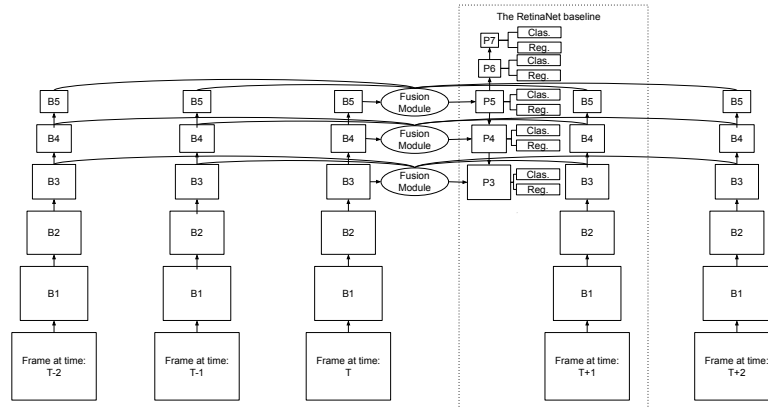 The RetinaNet baseline
P7
Clas.
Reg.
P6
Clas.
Reg.
B5
B5
B5
Fusion
Module
P5
Clas.
Reg.
B5
B5
B4
B4
B4
Fusion
Module
P4
Clas.
Reg.
B4
B4
B3
B3
B3
Fusion
Module
P3
Clas.
Reg.
B3
B3
B2
B2
B2
B2
B2
B1
B1
B1
B1
B1
Frame at time:
T-2
Frame at time:
T-1
Frame at time:
T
Frame at time:
T+1
Frame at time:
T+2